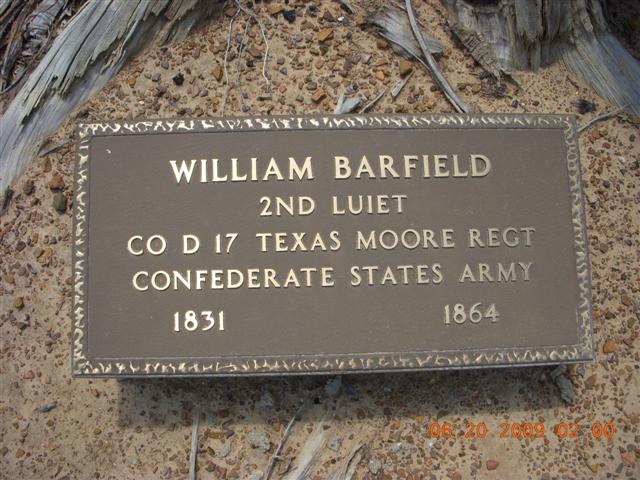 WILLIAM BARFIELD
2ND LUIET
CO D 17 TEXAS MOORE REGT
CONFEDERATE STATES ARMY
1831 1864
06.20 2009 02 00